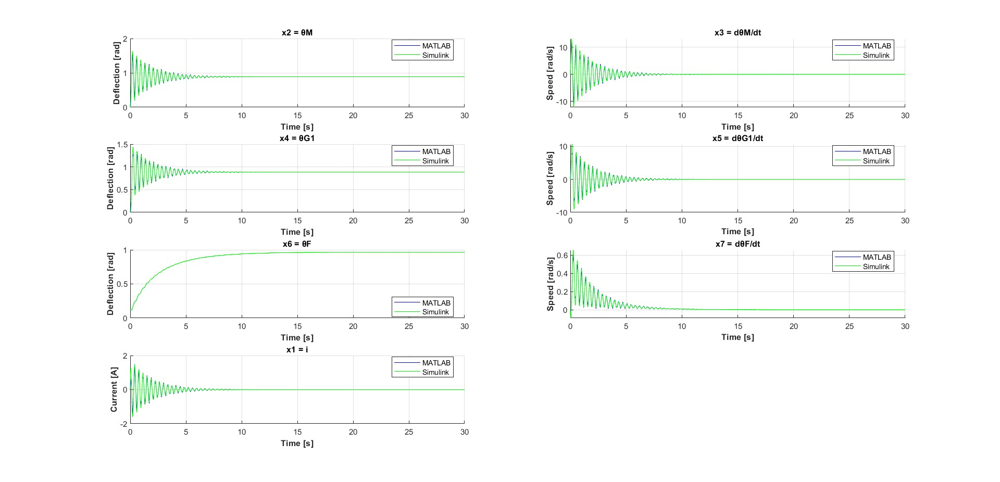 x2 = θM
Deflection [rad]
2
1
0
MATLAB
Simulink
0 5 10 15 20 25 30
Time [s]
x3 = dθM/dt
Speed [rad/s]
10
0
-10
MATLAB
Simulink
0 5 10 15 20 25 30
Time [s]
x4 = θG1
Deflection [rad]
1.5
1
0.5
0
MATLAB
Simulink
0 5 10 15 20 25 30
Time [s]
x5 = dθG1/dt
Speed [rad/s]
10
0
-10
MATLAB
Simulink
0 5 10 15 20 25 30
Time [s]
x6 = θF
Deflection [rad]
1
0.5
0
MATLAB
Simulink
0 5 10 15 20 25 30
Time [s]
x7 = dθF/dt
Speed [rad/s]
0.6
0.4
0.2
0
MATLAB
Simulink
0 5 10 15 20 25 30
Time [s]
x1 = i
Current [A]
2
0
-2
MATLAB
Simulink
0 5 10 15 20 25 30
Time [s]